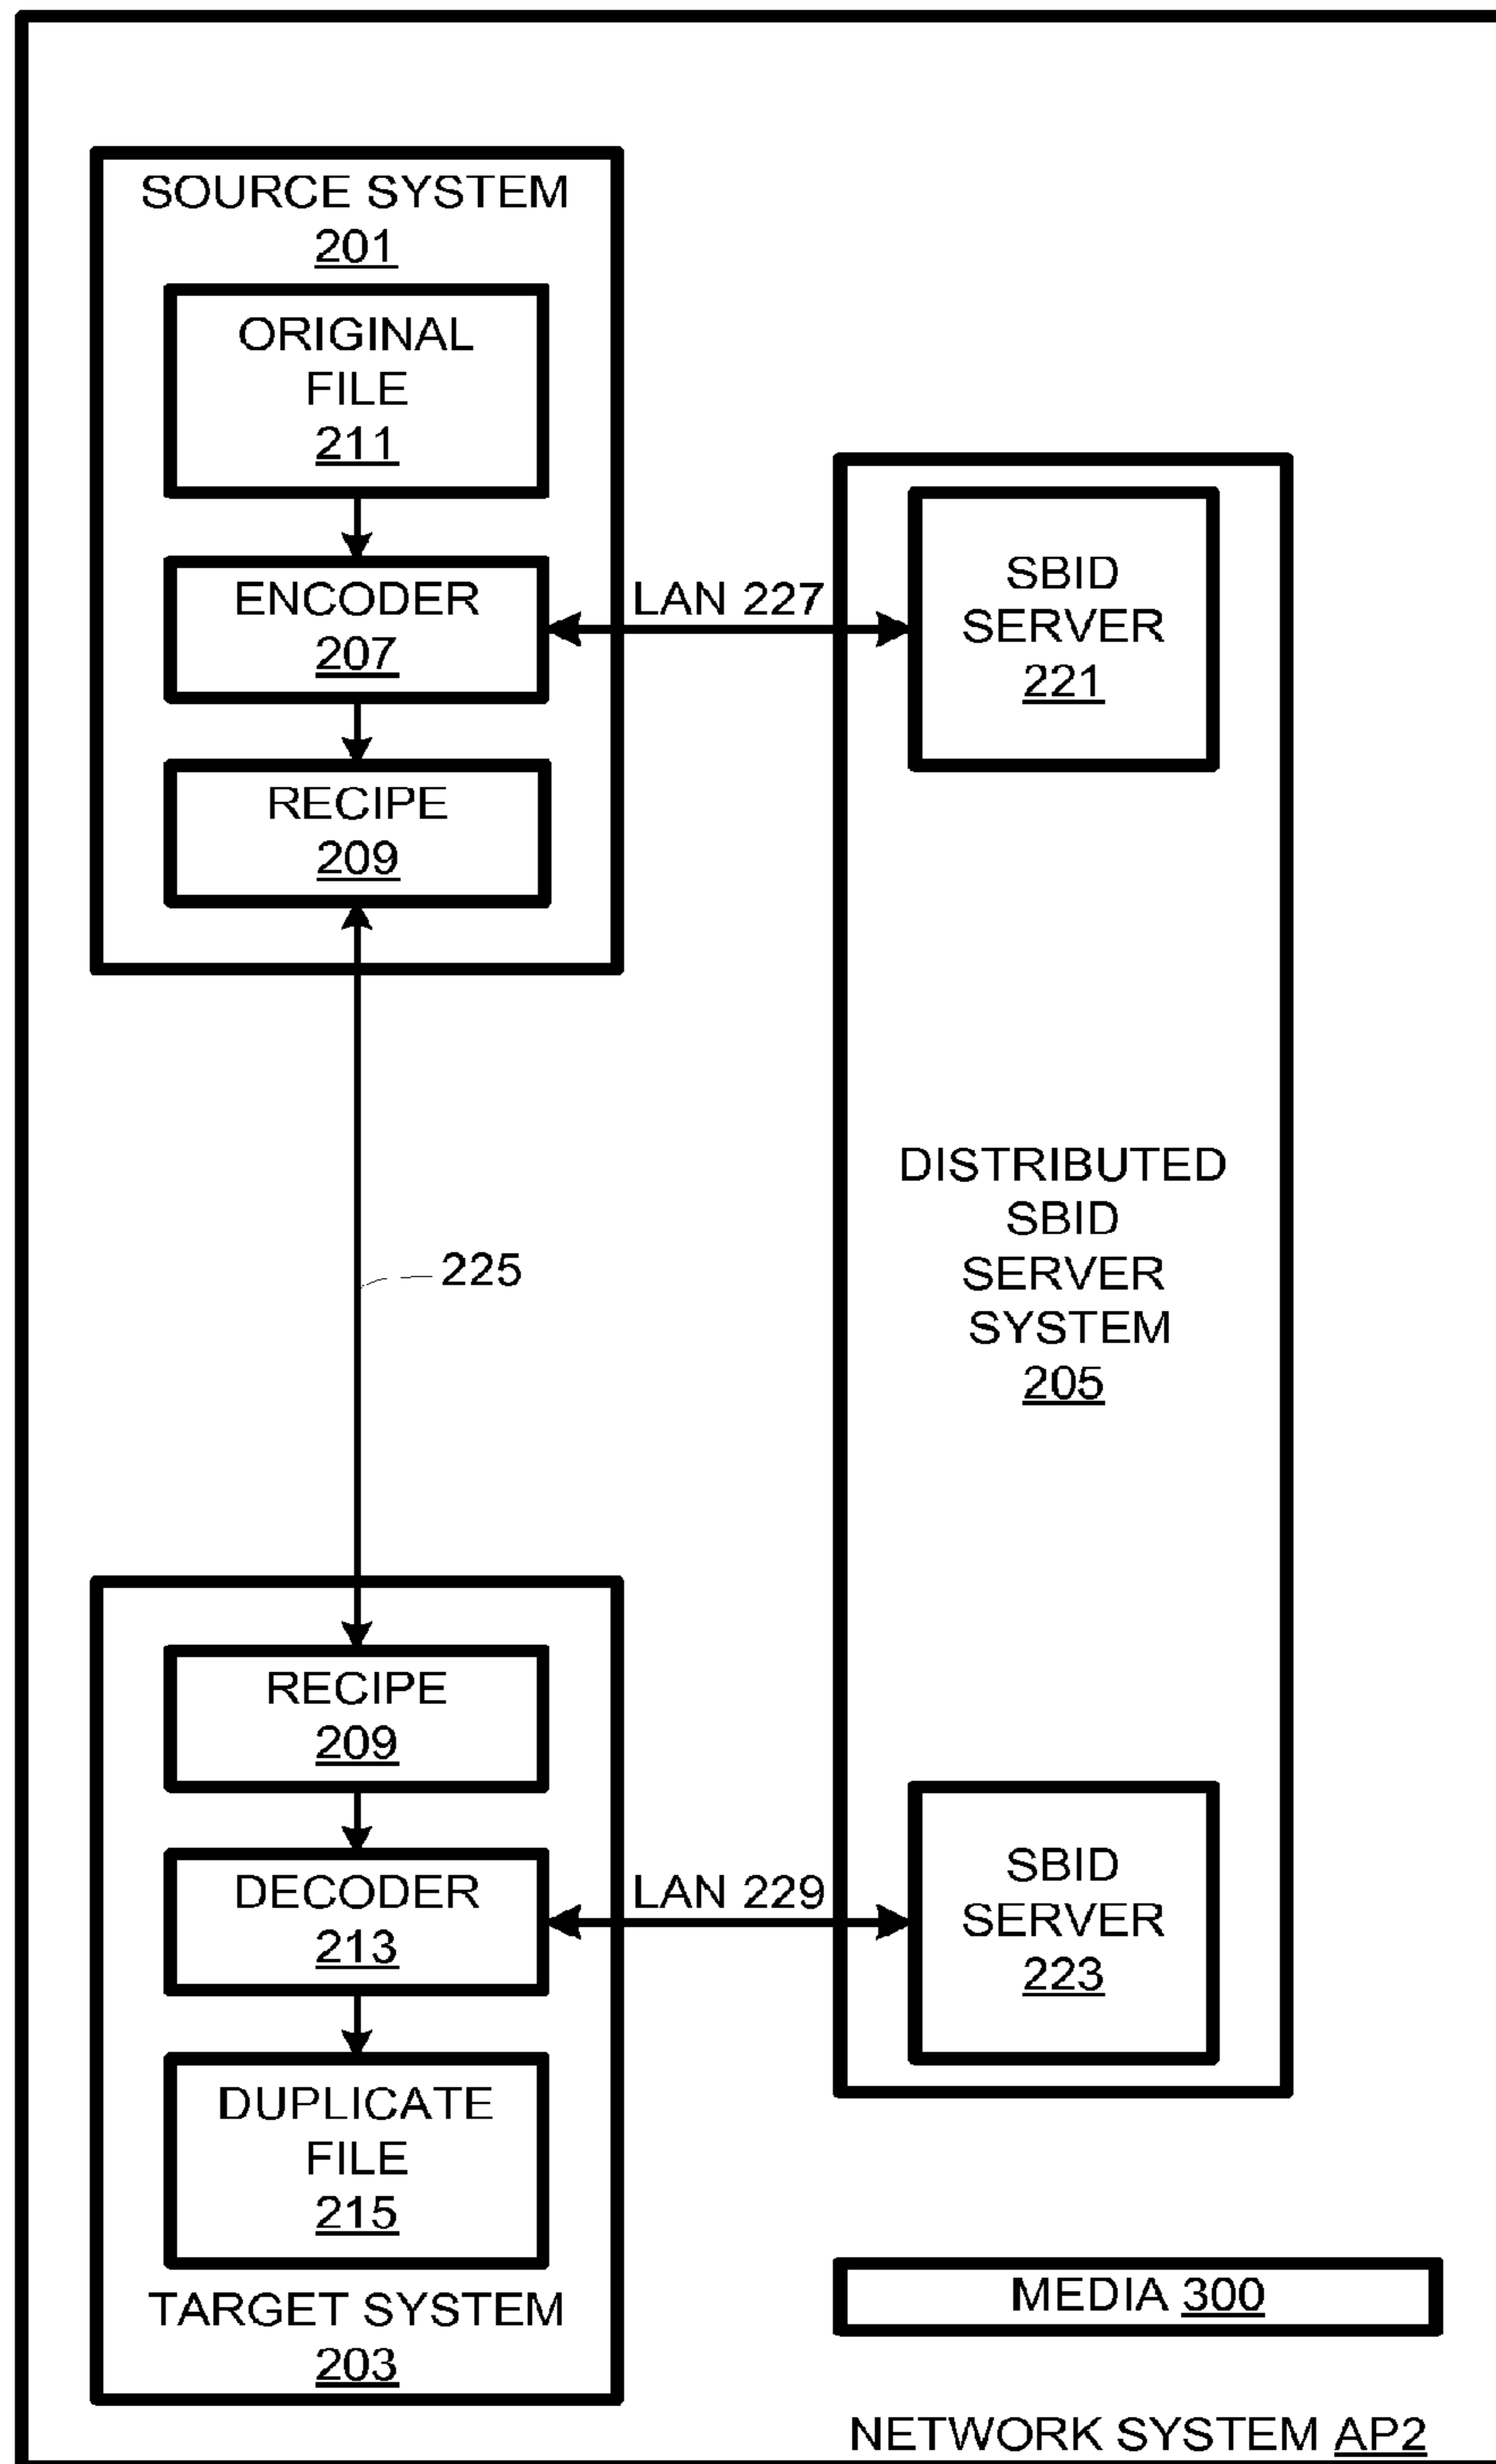 SOURCE SYSTEM
201
ORIGINAL
FILE
211
ENCODER
207
RECIPE
209
LAN 227
SBID
SERVER
221
DISTRIBUTED
SBID
SERVER
SYSTEM
205
225
RECIPE
209
DECODER
213
LAN 229
SBID
SERVER
223
DUPLICATE
FILE
215
TARGET SYSTEM
203
MEDIA 300
NETWORK SYSTEM AP2